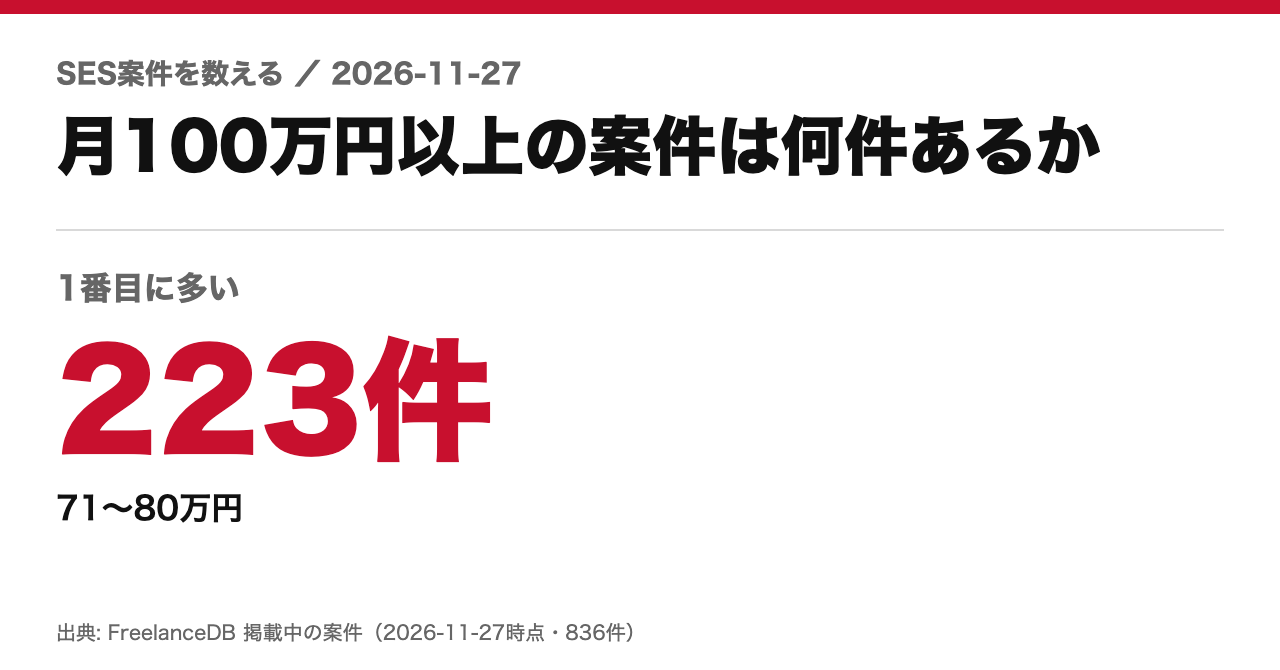 SES案件を数える ／ 2026-11-27
月100万円以上の案件は何件あるか
1番目に多い
223件
71〜80万円
出典: FreelanceDB 掲載中の案件（2026-11-27時点・836件）